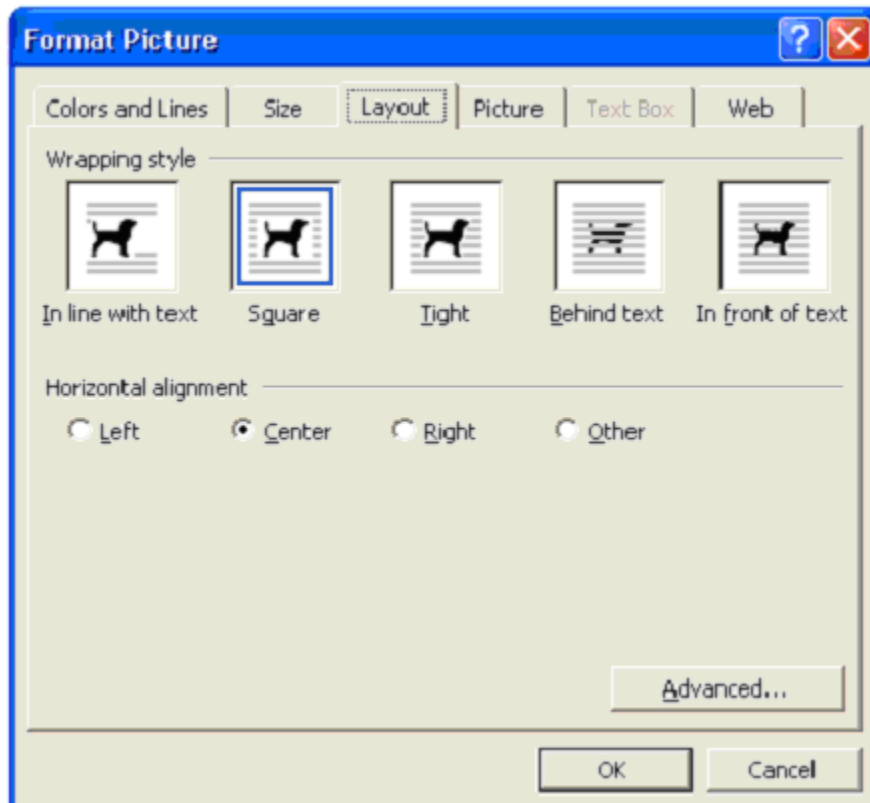 Format Picture
Colors and Lines Size Layout Picture Text Box Web
Wrapping style
In line with text Square Tight Behind text In front of text
Horizontal alignment
Left Center Right Other
Advanced...
OK Cancel